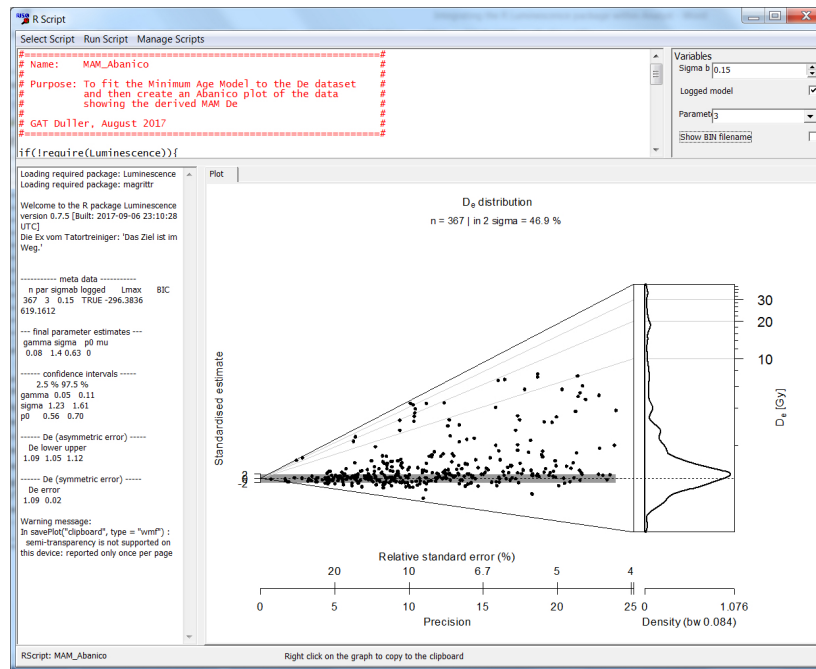 R Script
Select Script Run Script Manage Scripts
#==============================================================#
# Name: MAM_Abanico #
# #
# Purpose: To fit the Minimum Age Model to the De dataset #
# and then create an Abanico plot of the data #
# showing the derived MAM De #
# #
# GAT Duller, August 2017 #
#==============================================================#
if(!require(Luminescence)){
Variables
Sigma b 0.15
Logged model
Paramet 3
Show BIN filename
Loading required package: Luminescence
Loading required package: magrittr
Welcome to the R package Luminescence
version 0.7.5 [Built: 2017-09-06 23:10:28
UTC]
Die Ex vom Tatortreiniger: 'Das Ziel ist im
Weg.'
----------- meta data -----------
n par sigmab logged Lmax BIC
367 3 0.15 TRUE -296.3836
619.1612
--- final parameter estimates ---
gamma sigma p0 mu
0.08 1.4 0.63 0
------ confidence intervals -----
2.5 % 97.5 %
gamma 0.05 0.11
sigma 1.23 1.61
p0 0.56 0.70
------ De (asymmetric error) -----
De lower upper
1.09 1.05 1.12
------ De (symmetric error) -----
De error
1.09 0.02
Warning message:
In savePlot("clipboard", type = "wmf") :
semi-transparency is not supported on
this device: reported only once per page
Plot
De distribution
n = 367 | in 2 sigma = 46.9 %
Standardised estimate
2
0
-2
30
20
10
De [Gy]
Relative standard error (%)
20 10 6.7 5 4
0 5 10 15 20 25
Precision
0 1.076
Density (bw 0.084)
RScript: MAM_Abanico
Right click on the graph to copy to the clipboard